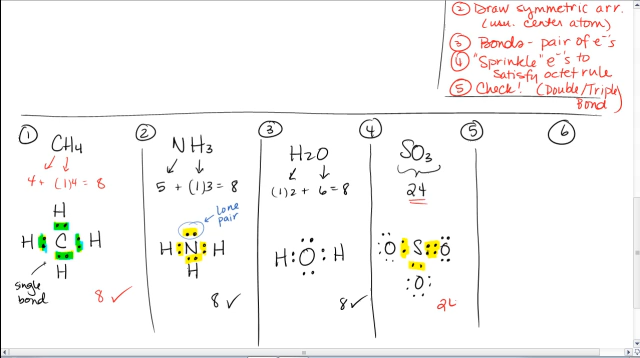 ② Draw symmetric arr.
(usu. center atom)
③ Bonds - pair of e⁻'s
④ "Sprinkle" e⁻'s to
satisfy octet rule
⑤ Check! (Double/Triple
Bond)
① ② ③ ④ ⑤ ⑥
CH₄ NH₃ H₂O SO₃
4 + (1)4 = 8 5 + (1)3 = 8 (1)2 + 6 = 8 24
lone
pair
H
H C H H N H H O H O S O
H H O
single
bond
8 ✓ 8 ✓ 8 ✓ 24